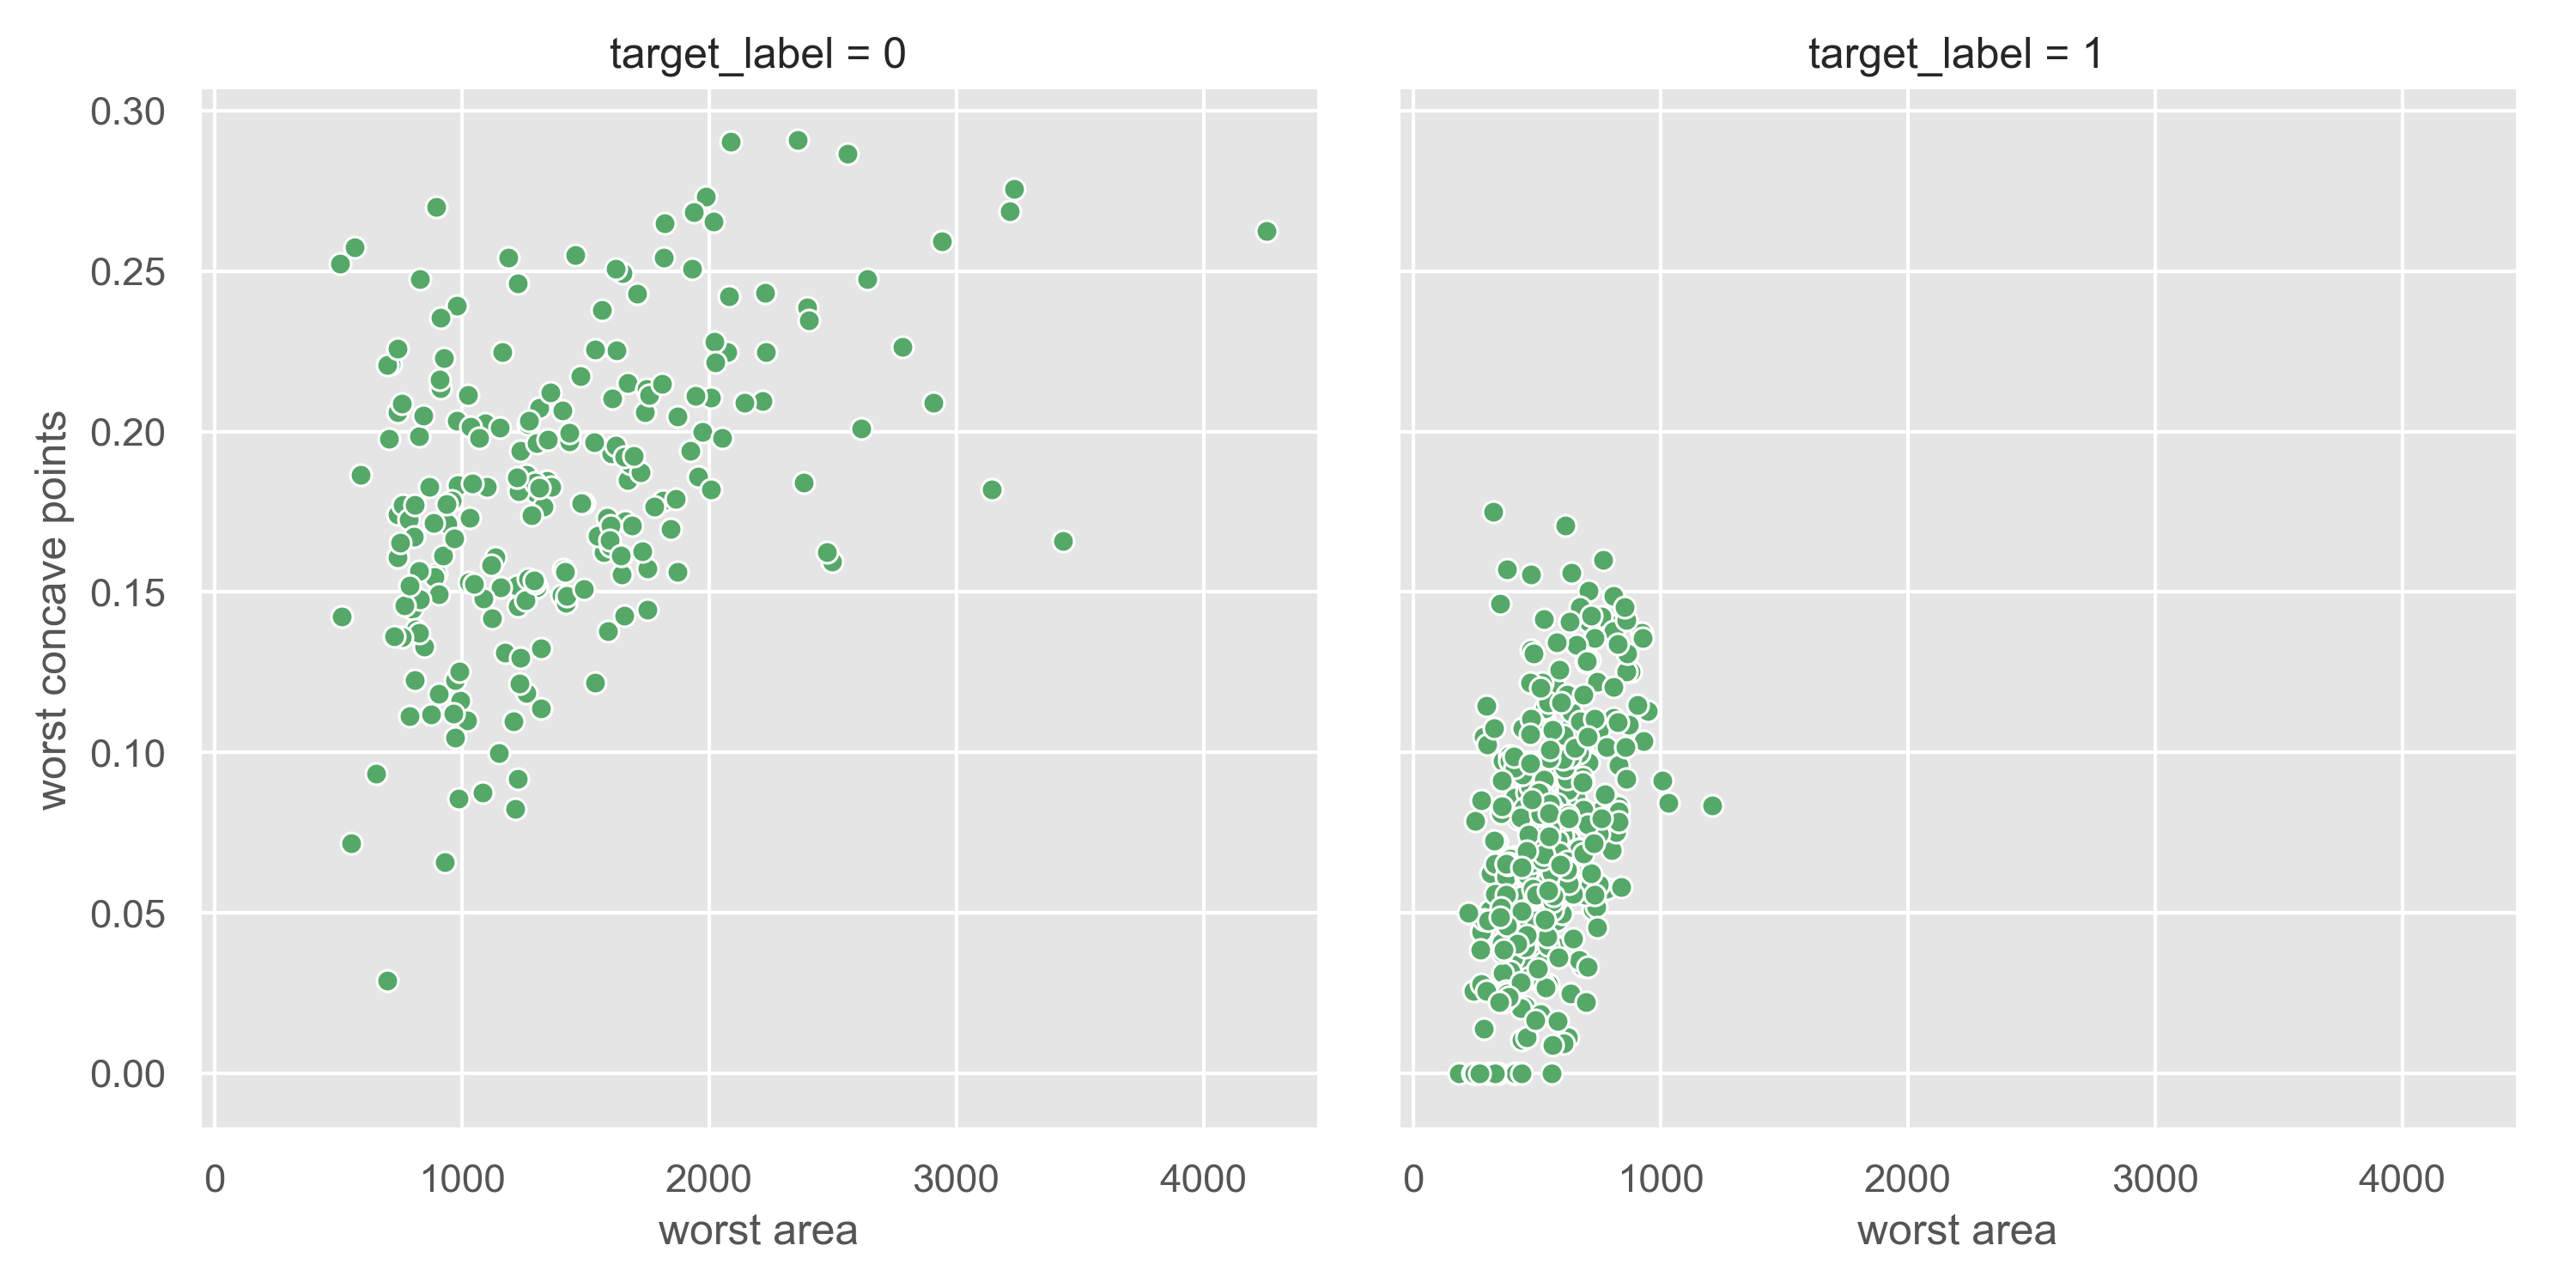 target_label = 0
target_label = 1
0.30
0.25
0.20
0.15
0.10
0.05
0.00
worst concave points
0 1000 2000 3000 4000
0 1000 2000 3000 4000
worst area
worst area